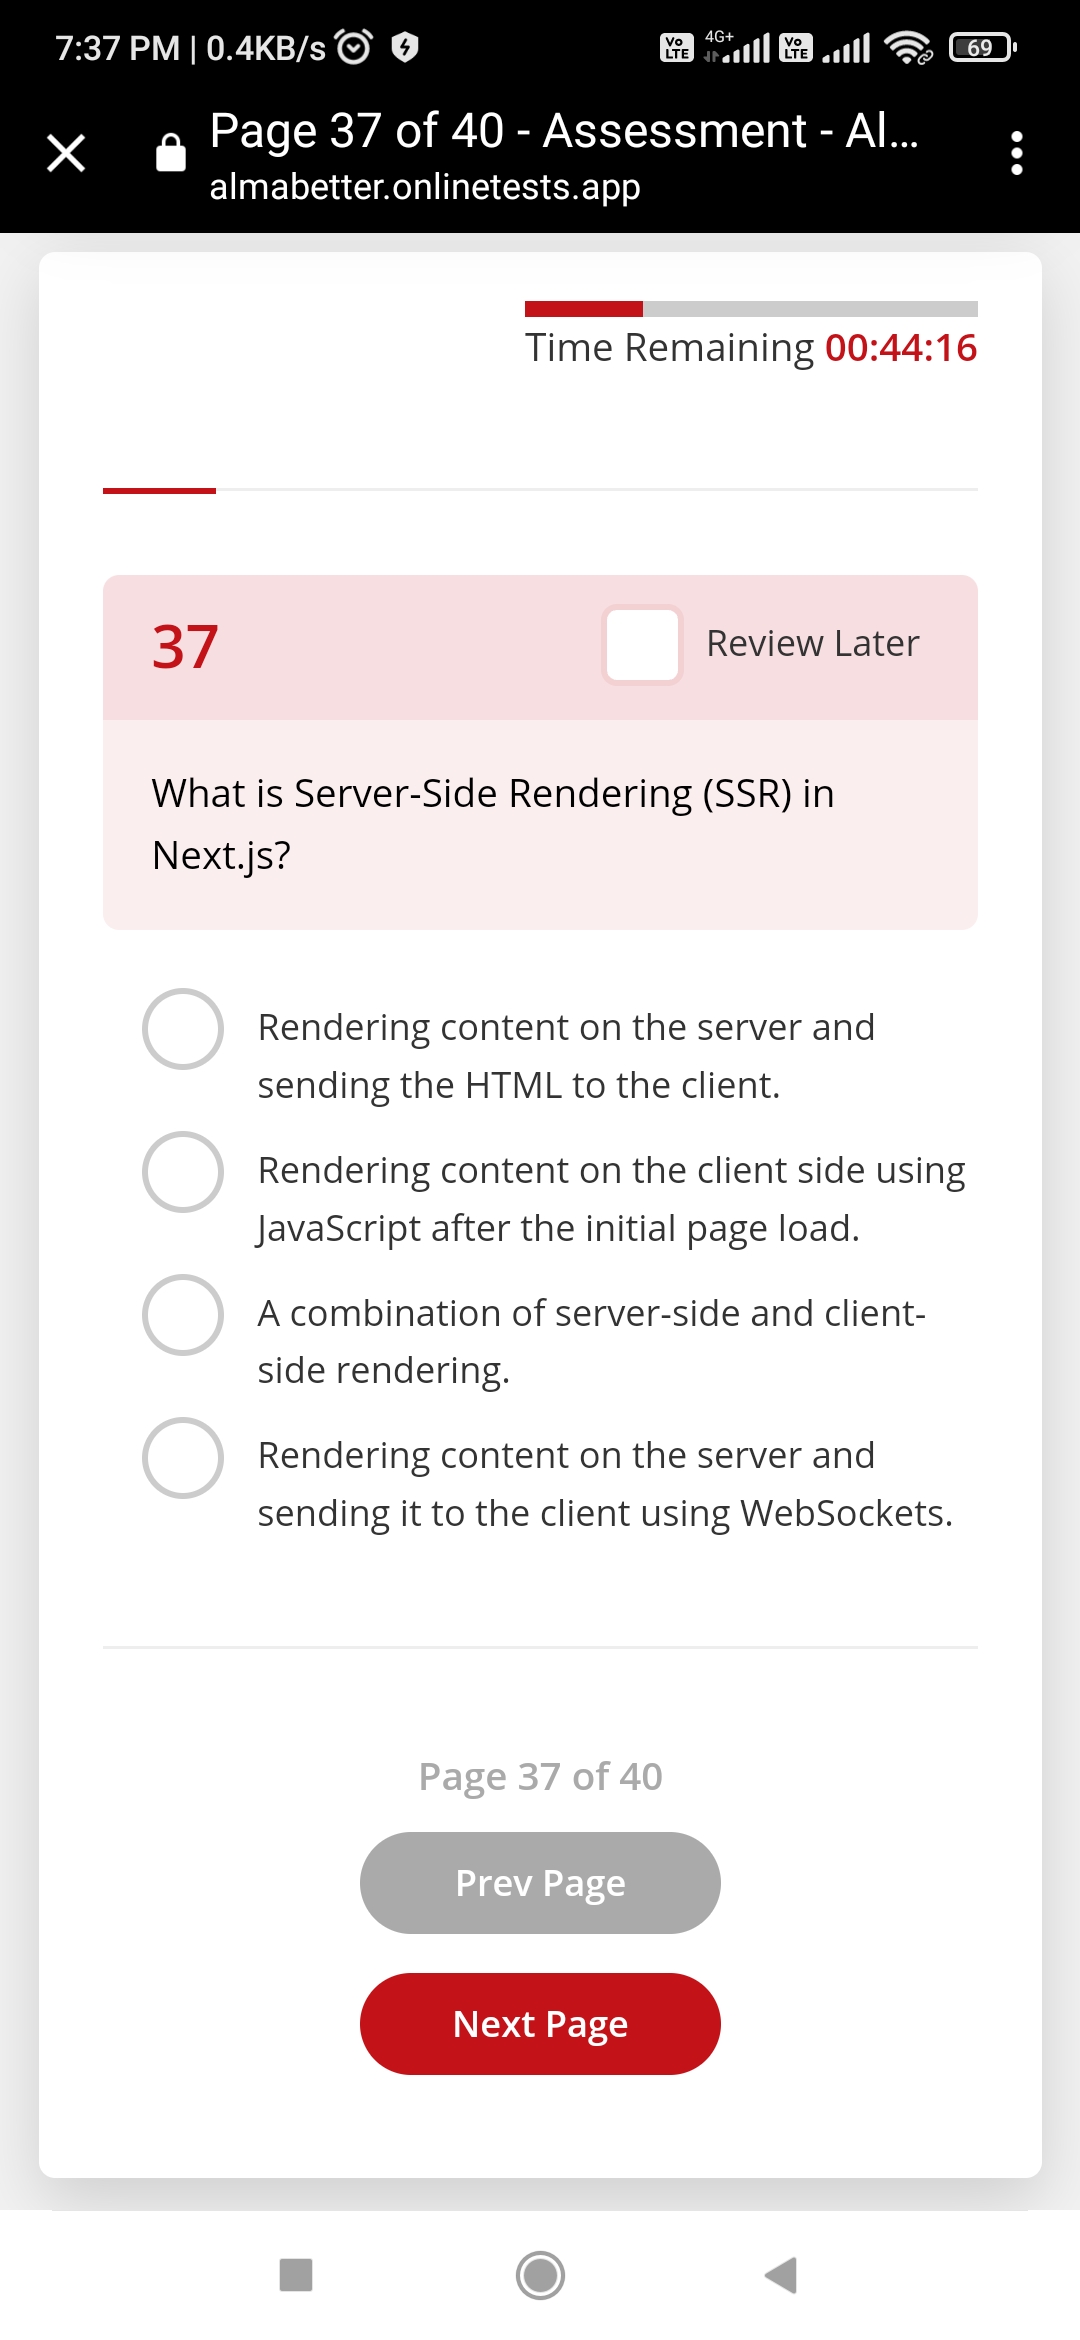 7:37 PM | 0.4KB/s
Vo LTE 4G+ Vo LTE 69
Page 37 of 40 - Assessment - Al...
almabetter.onlinetests.app
Time Remaining 00:44:16
37
Review Later
What is Server-Side Rendering (SSR) in
Next.js?
Rendering content on the server and
sending the HTML to the client.
Rendering content on the client side using
JavaScript after the initial page load.
A combination of server-side and client-
side rendering.
Rendering content on the server and
sending it to the client using WebSockets.
Page 37 of 40
Prev Page
Next Page